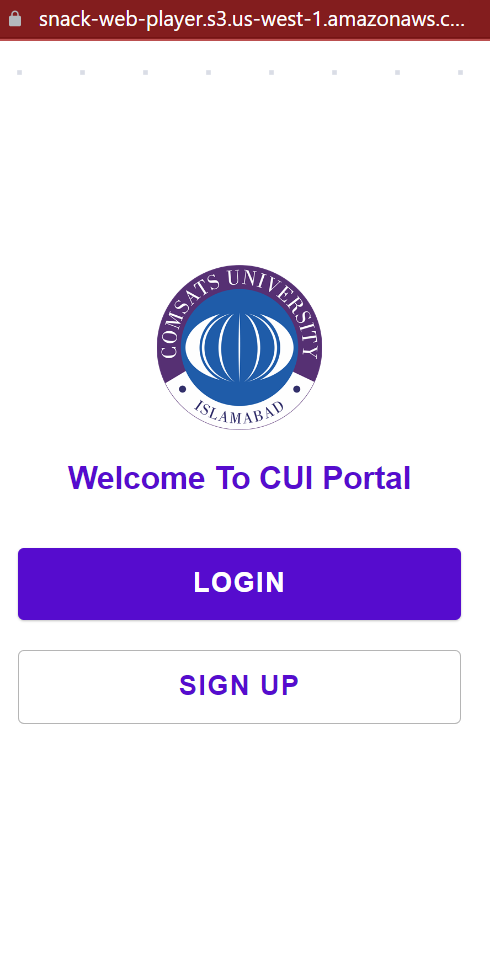 snack-web-player.s3.us-west-1.amazonaws.c...
COMSATS UNIVERSITY
ISLAMABAD
Welcome To CUI Portal
LOGIN
SIGN UP